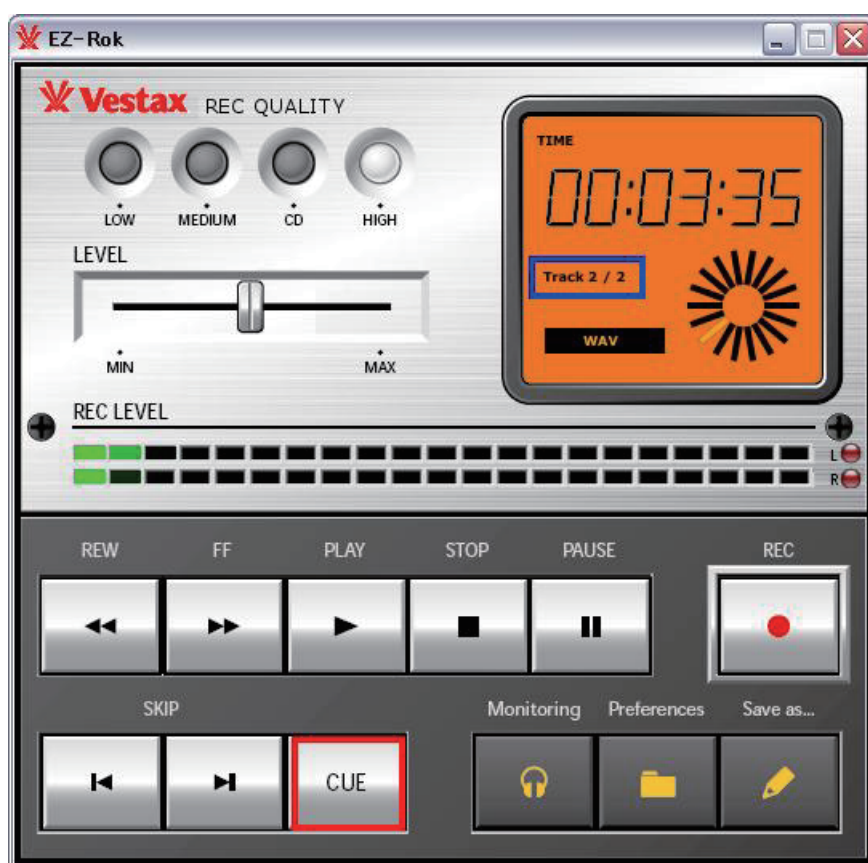 EZ-Rok
Vestax REC QUALITY
LOW MEDIUM CD HIGH
LEVEL
MIN MAX
TIME
00:03:35
Track 2 / 2
WAV
REC LEVEL
L
R
REW FF PLAY STOP PAUSE REC
SKIP Monitoring Preferences Save as...
CUE